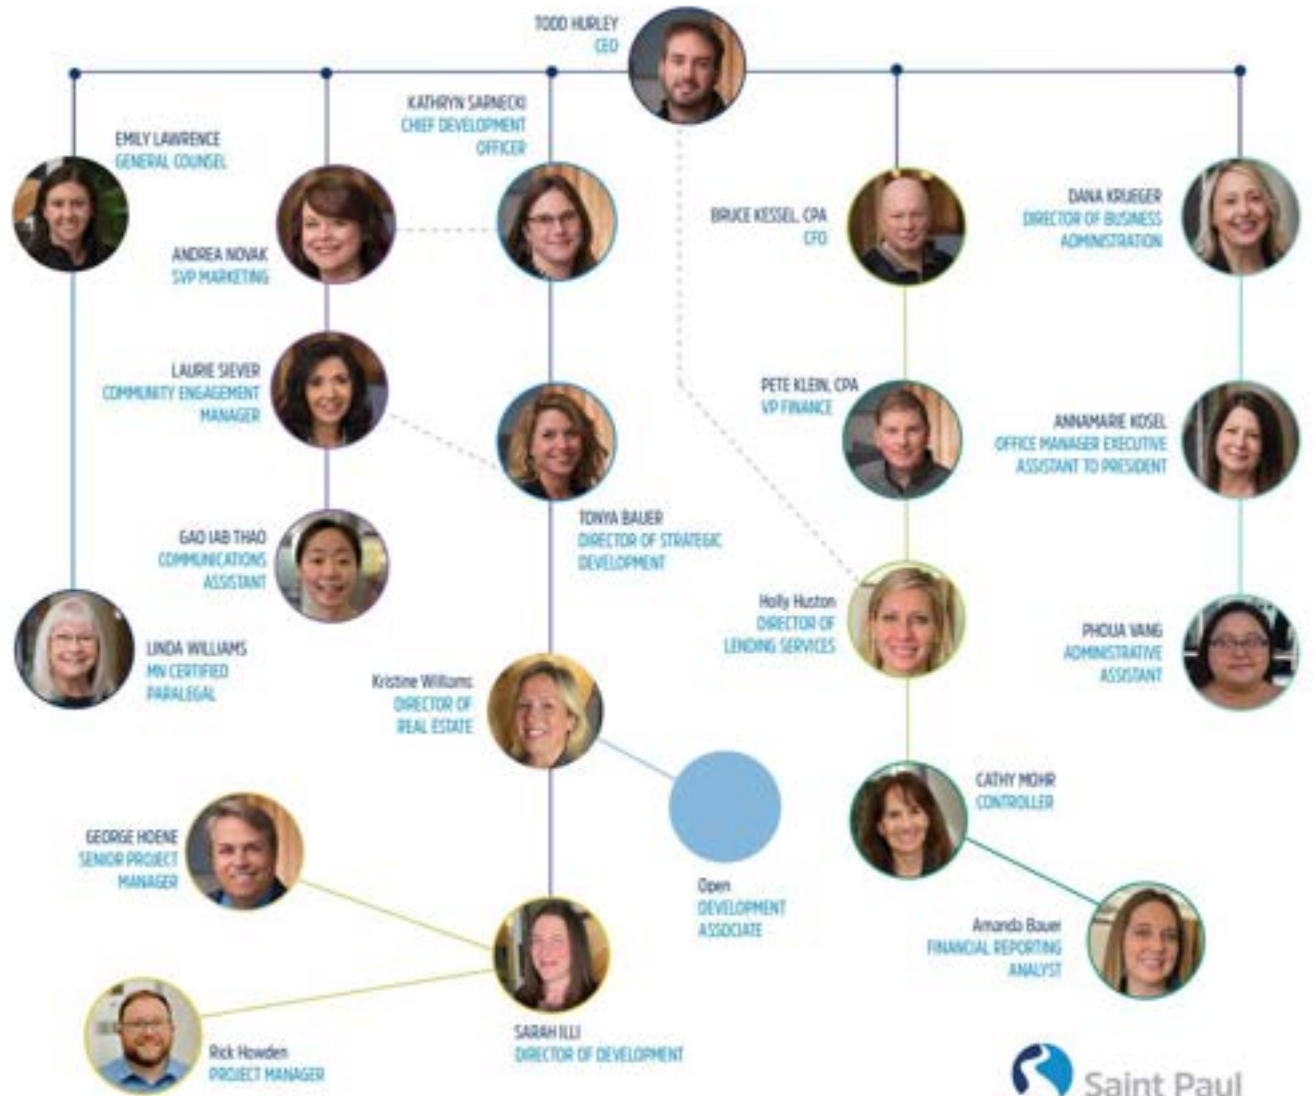 TODD HURLEY
CEO
KATHRYN SARNECKI
CHIEF DEVELOPMENT
OFFICER
EMILY LAWRENCE
GENERAL COUNSEL
ANDREA NOVAK
SVP MARKETING
BRUCE KESSEL, CPA
CFO
DANA KRUEGER
DIRECTOR OF BUSINESS
ADMINISTRATION
LAURIE SIEVER
COMMUNITY ENGAGEMENT
MANAGER
PETE KLEIN, CPA
VP FINANCE
ANNAMARIE KOSEL
OFFICE MANAGER EXECUTIVE
ASSISTANT TO PRESIDENT
GAO IAB THAO
COMMUNICATIONS
ASSISTANT
TONYA BAUER
DIRECTOR OF STRATEGIC
DEVELOPMENT
Holly Huston
DIRECTOR OF
LENDING SERVICES
PHOUA VANG
ADMINISTRATIVE
ASSISTANT
LINDA WILLIAMS
MN CERTIFIED
PARALEGAL
Kristine Williams
DIRECTOR OF
REAL ESTATE
CATHY MOHR
CONTROLLER
GEORGE HOENE
SENIOR PROJECT
MANAGER
Open
DEVELOPMENT
ASSOCIATE
Amanda Bauer
FINANCIAL REPORTING
ANALYST
SARAH ILLI
DIRECTOR OF DEVELOPMENT
Rick Howden
PROJECT MANAGER
Saint Paul